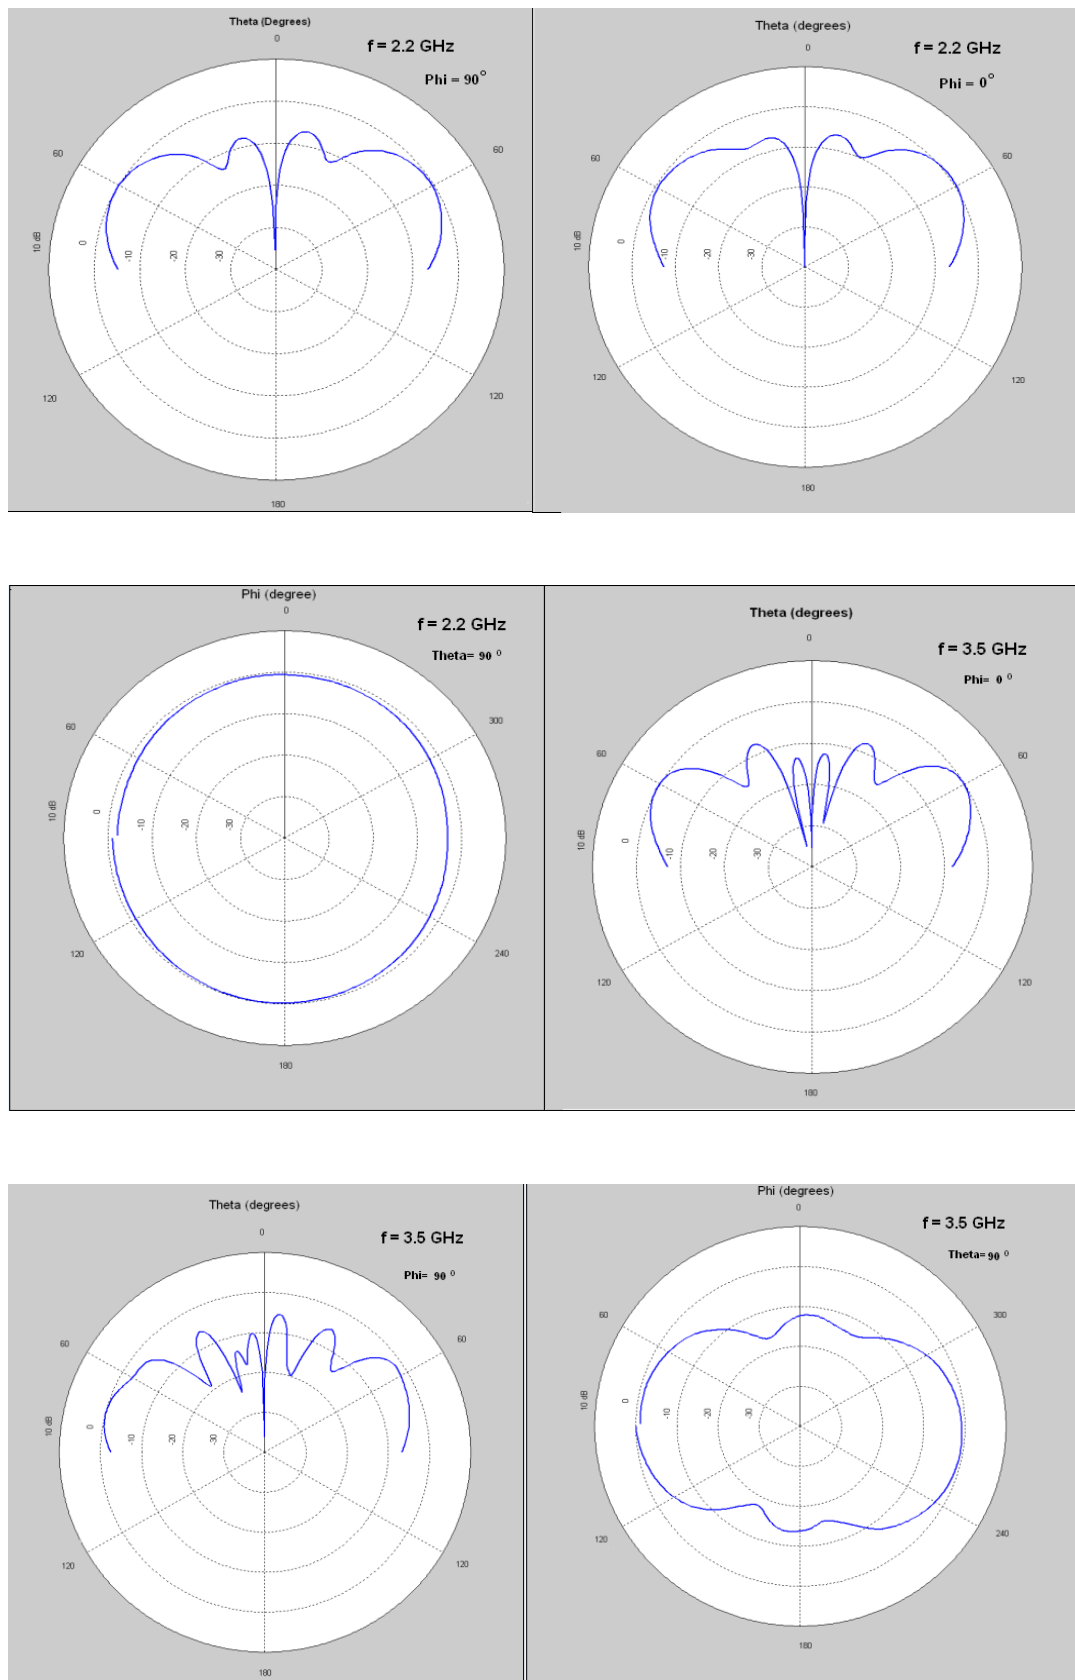 Theta (Degrees)
0
f = 2.2 GHz
Phi = 90°
60
60
10 dB
0
-10
-20
-30
120
120
180
Theta (degrees)
0
f = 2.2 GHz
Phi = 0°
60
60
10 dB
0
-10
-20
-30
120
120
180
Phi (degree)
0
f = 2.2 GHz
Theta= 90 °
60
300
10 dB
0
-10
-20
-30
120
240
180
Theta (degrees)
0
f = 3.5 GHz
Phi= 0 °
60
60
10 dB
0
-10
-20
-30
120
120
180
Theta (degrees)
0
f = 3.5 GHz
Phi= 90 °
60
60
10 dB
0
-10
-20
-30
120
120
180
Phi (degrees)
0
f = 3.5 GHz
Theta= 90 °
60
300
10 dB
0
-10
-20
-30
120
240
180